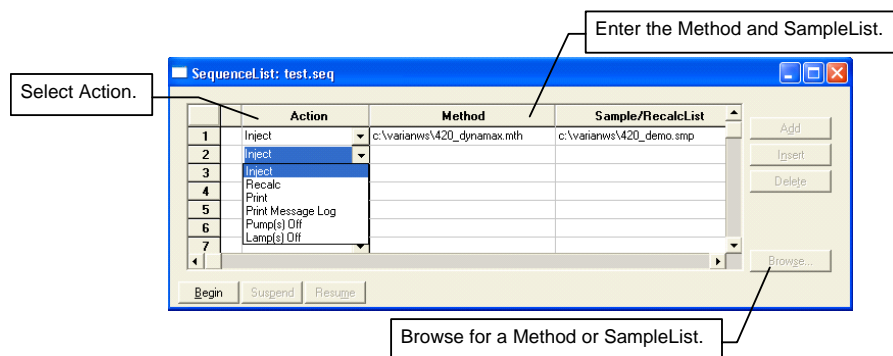 Enter the Method and SampleList.
SequenceList: test.seq
Select Action.
Action Method Sample/RecalcList
1 Inject c:\varianws\420_dynamax.mth c:\varianws\420_demo.smp
Add
2 Inject
Insert
3 Inject
Delete
Recalc
4
Print
5 Print Message Log
6 Pump(s) Off
Lamp(s) Off
7
Browse...
Begin Suspend Resume
Browse for a Method or SampleList.